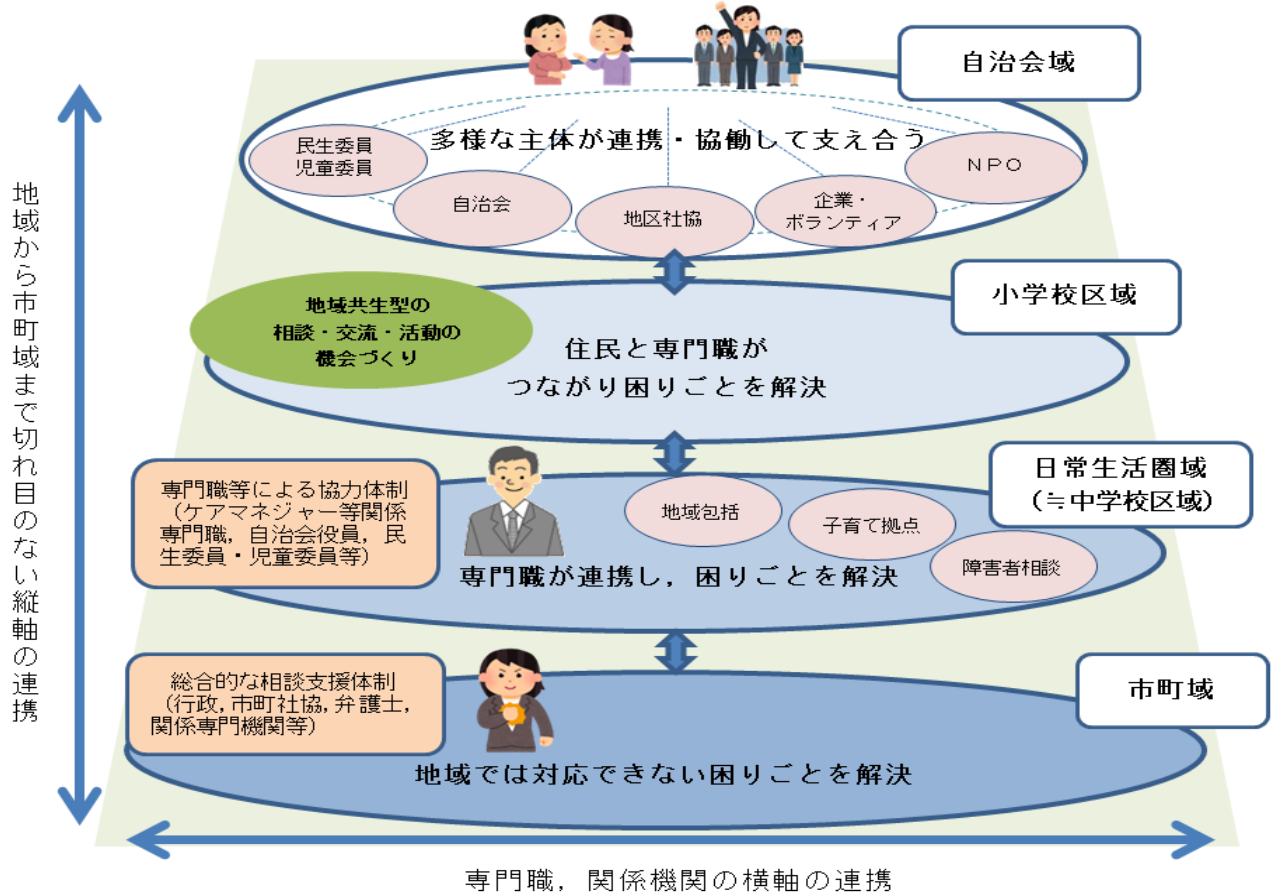 自治会域
多様な主体が連携・協働して支え合う
民生委員
児童委員
自治会
地区社協
企業・
ボランティア
ＮＰＯ
小学校区域
地域共生型の
相談・交流・活動の
機会づくり
住民と専門職が
つながり困りごとを解決
日常生活圏域
（≒中学校区域）
専門職等による協力体制
（ケアマネジャー等関係
専門職，自治会役員，民
生委員・児童委員等）
地域包括
子育て拠点
障害者相談
専門職が連携し，困りごとを解決
市町域
総合的な相談支援体制
（行政，市町社協，弁護士，
関係専門機関等）
地域では対応できない困りごとを解決
地域から市町域まで切れ目のない縦軸の連携
専門職，関係機関の横軸の連携